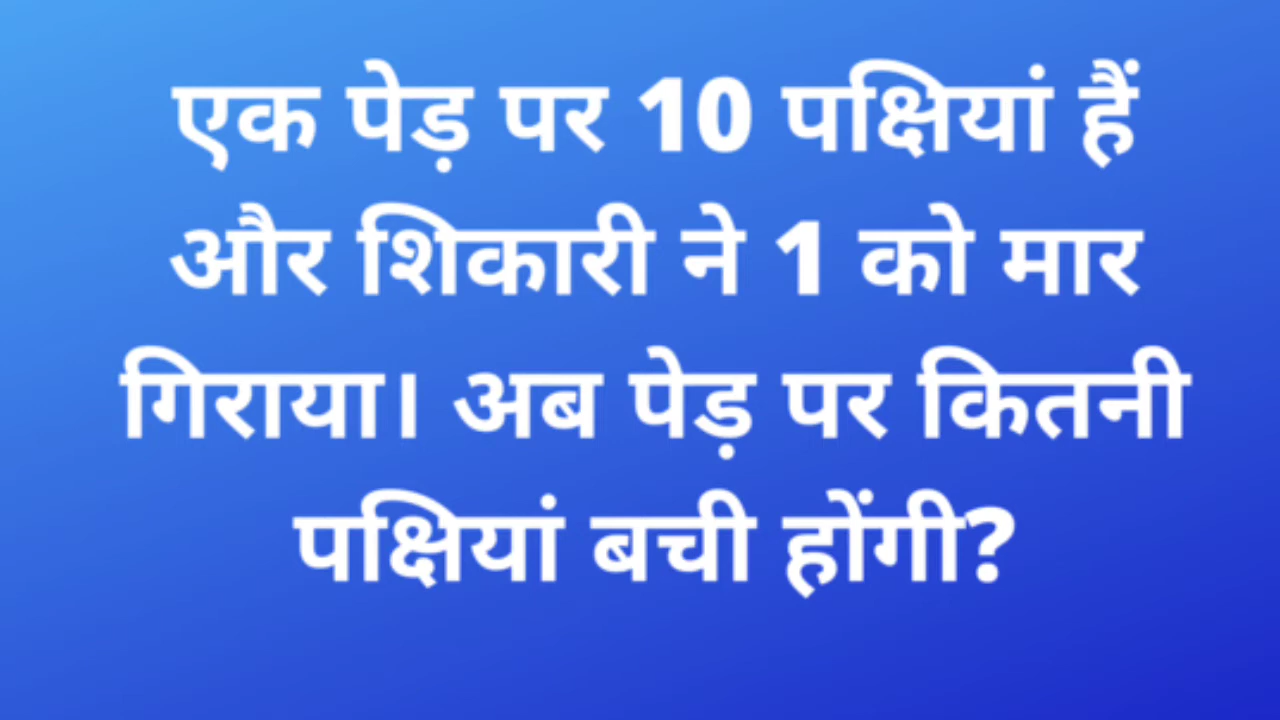 एक पेड़ पर 10 पक्षियां हैं
और शिकारी ने 1 को मार
गिराया। अब पेड़ पर कितनी
पक्षियां बची होंगी?